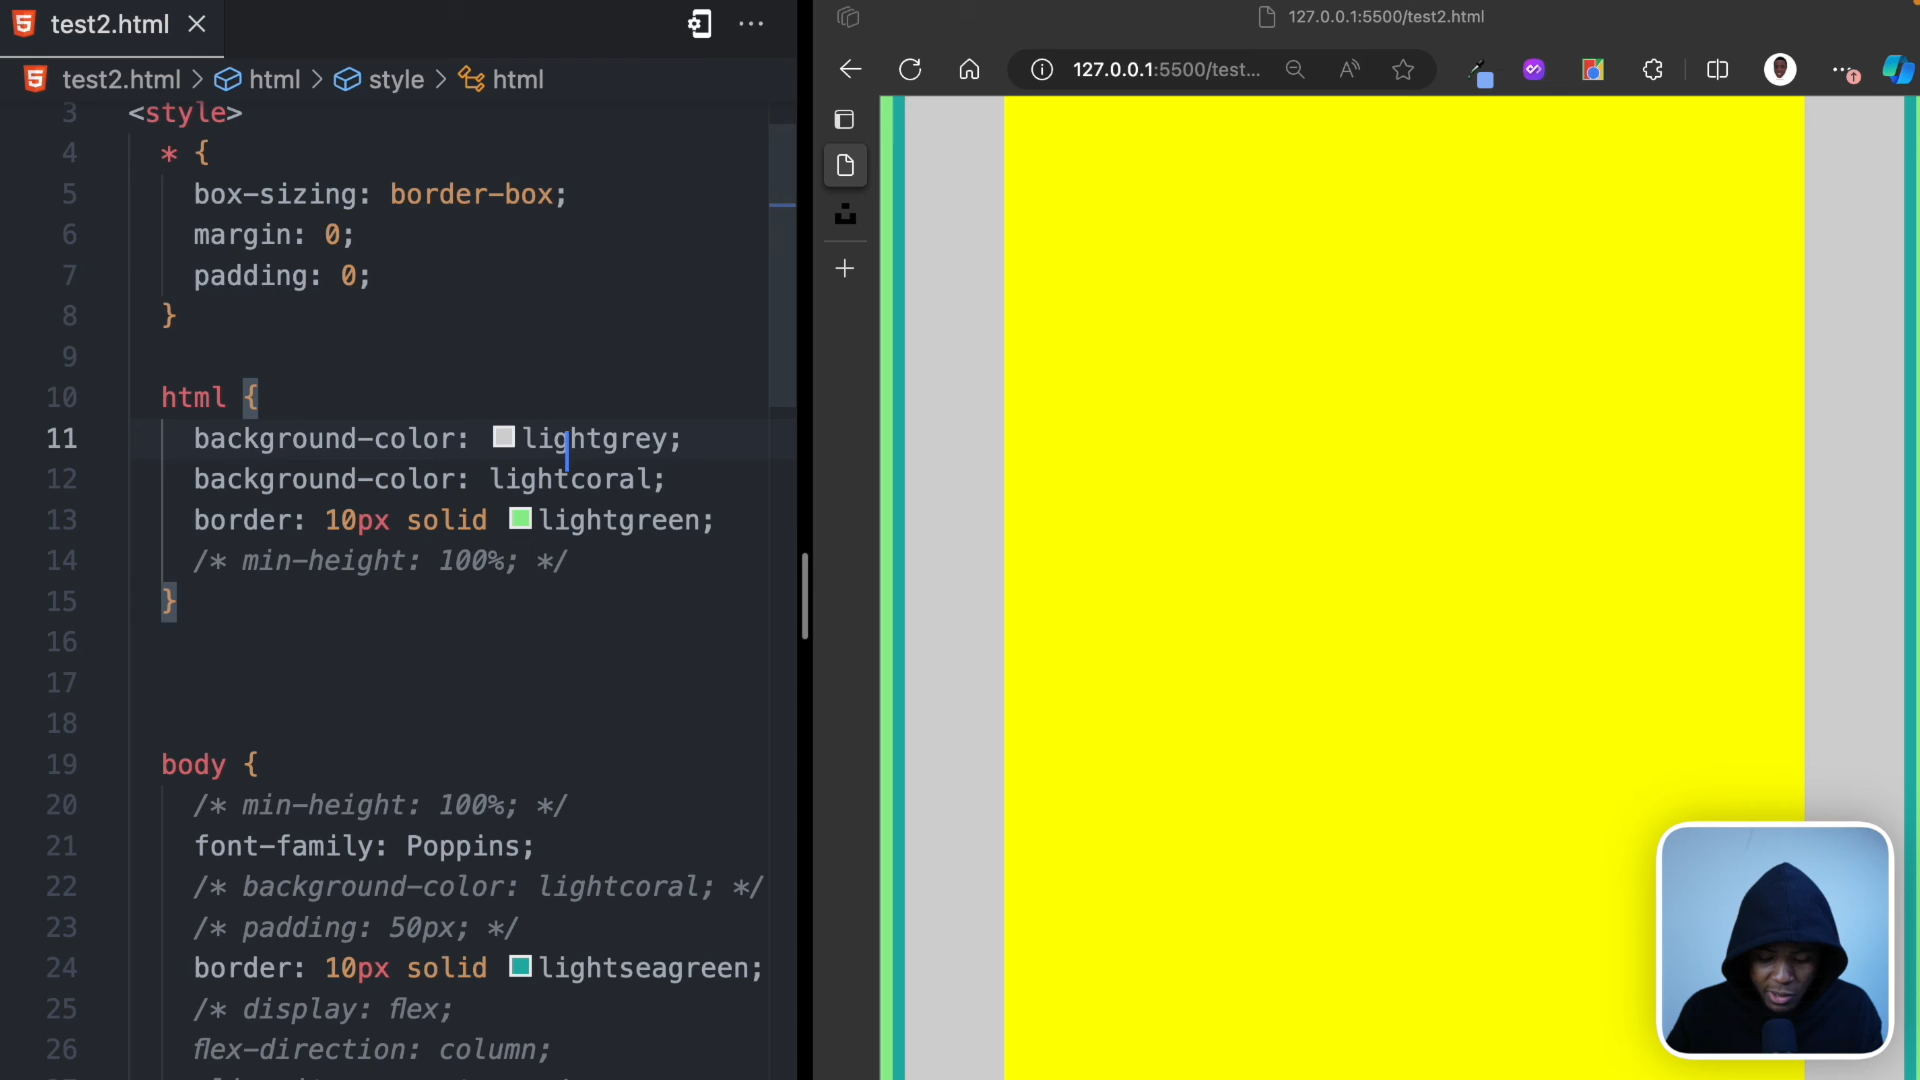 test2.html
test2.html > html > style > html
3 <style>
4 * {
5 box-sizing: border-box;
6 margin: 0;
7 padding: 0;
8 }
9
10 html {
11 background-color: lightgrey;
12 background-color: lightcoral;
13 border: 10px solid lightgreen;
14 /* min-height: 100%; */
15 }
16
17
18
19 body {
20 /* min-height: 100%; */
21 font-family: Poppins;
22 /* background-color: lightcoral; */
23 /* padding: 50px; */
24 border: 10px solid lightseagreen;
25 /* display: flex;
26 flex-direction: column;
127.0.0.1:5500/test2.html
127.0.0.1:5500/test...